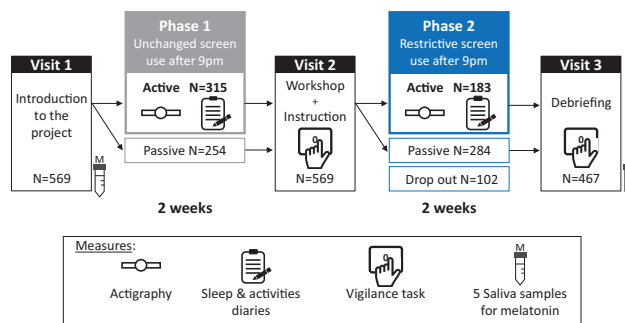 Visit 1
Introduction
to the
project
N=569
M
Phase 1
Unchanged screen
use after 9pm
Active N=315
Passive N=254
2 weeks
Visit 2
Workshop
+
Instruction
N=569
Phase 2
Restrictive screen
use after 9pm
Active N=183
Passive N=284
Drop out N=102
2 weeks
Visit 3
Debriefing
N=467
Measures:
Actigraphy
Sleep & activities
diaries
Vigilance task
M
5 Saliva samples
for melatonin